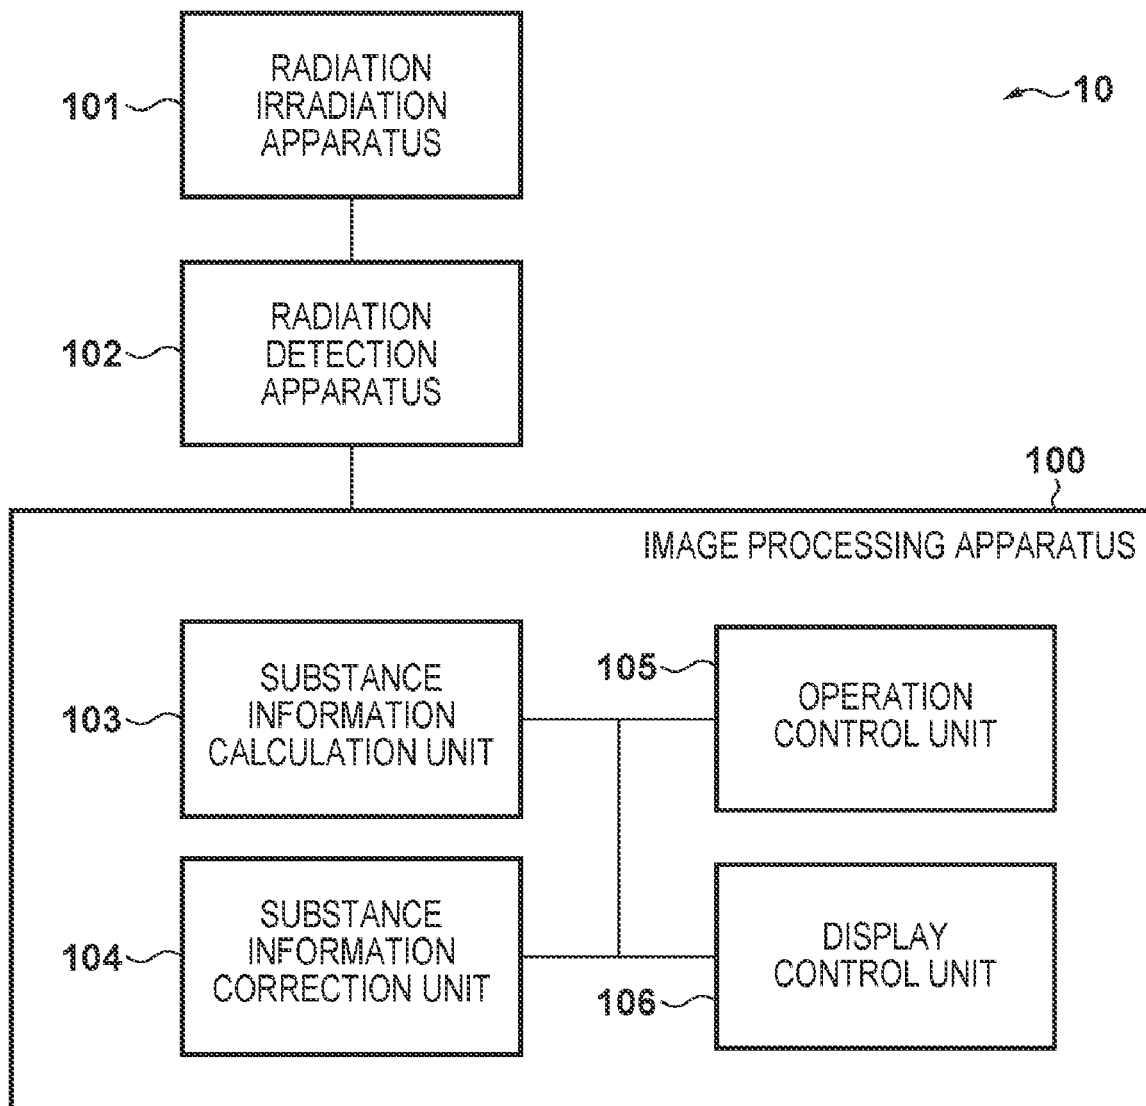 RADIATION
IRRADIATION
APPARATUS
101
10
RADIATION
DETECTION
APPARATUS
102
100
IMAGE PROCESSING APPARATUS
SUBSTANCE
INFORMATION
CALCULATION UNIT
103
105
OPERATION
CONTROL UNIT
SUBSTANCE
INFORMATION
CORRECTION UNIT
104
DISPLAY
CONTROL UNIT
106